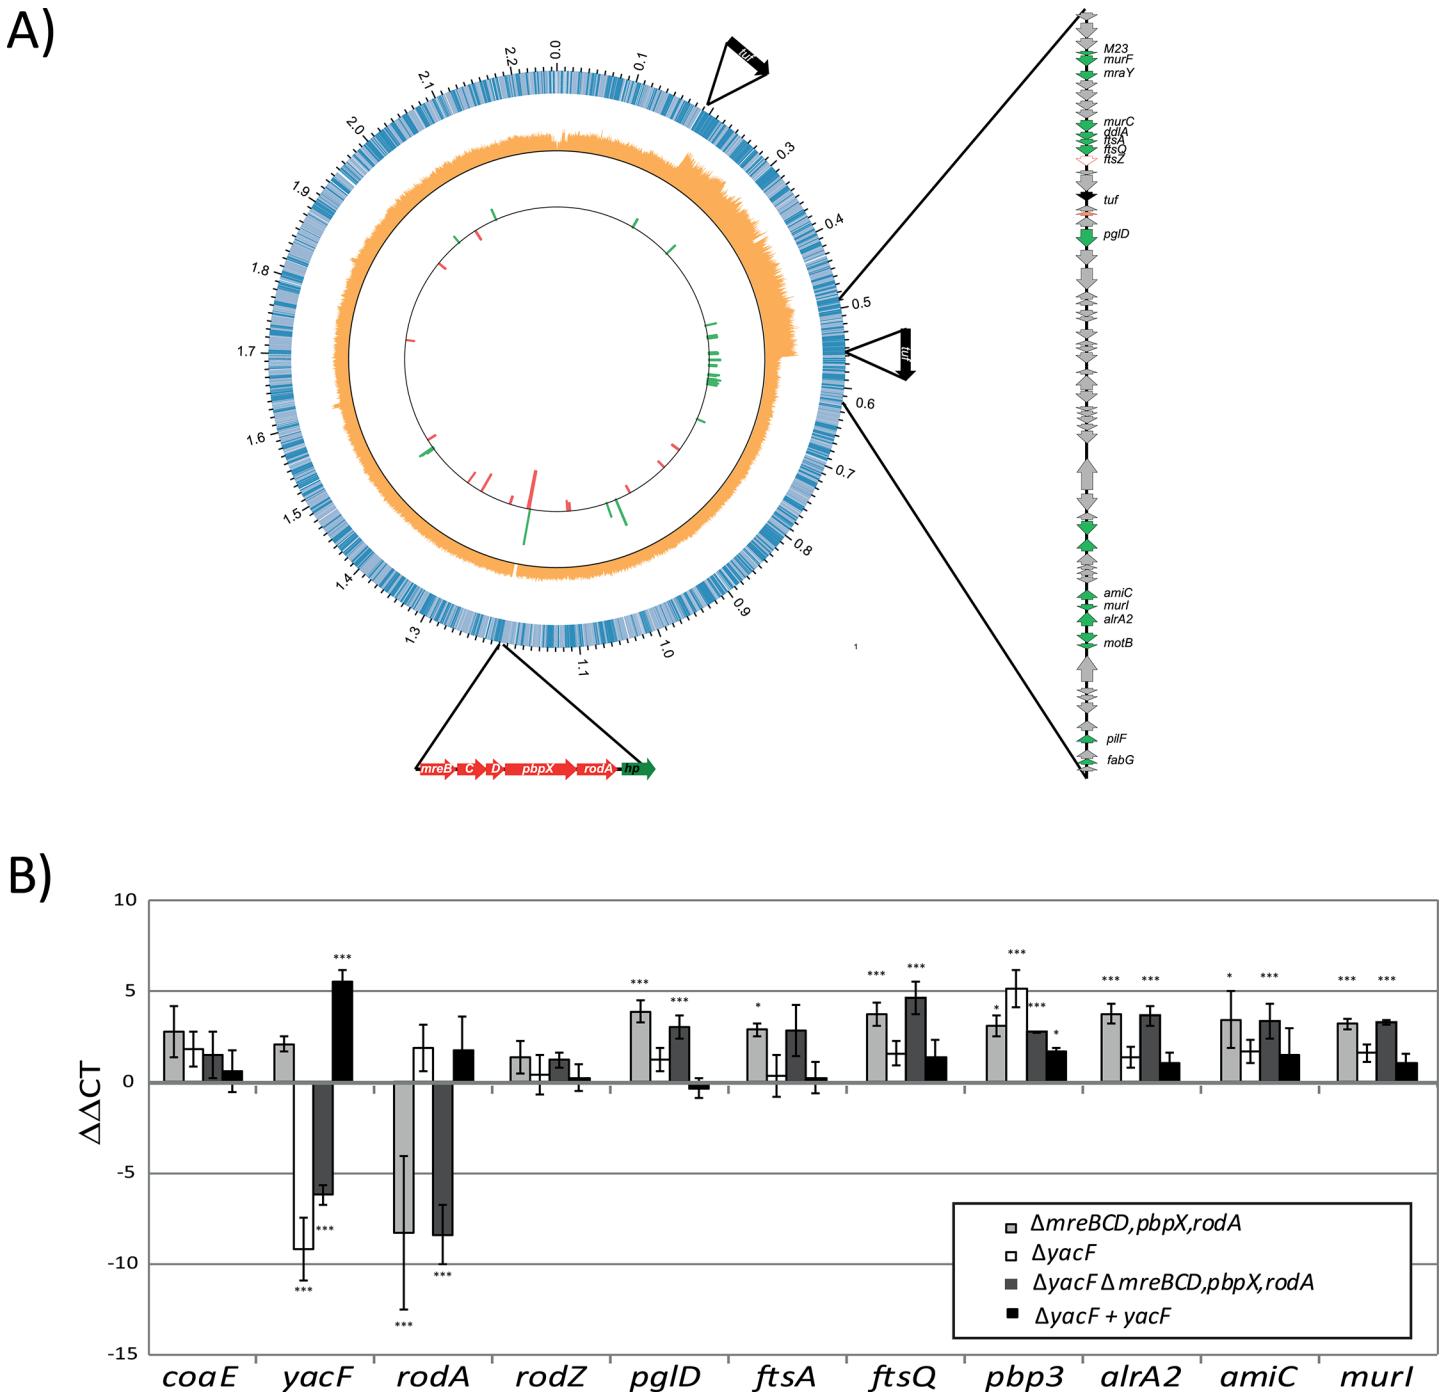 A)
0.0
0.1
0.3
0.4
0.5
0.6
0.7
0.8
0.9
1.0
1.1
1.3
1.4
1.5
1.6
1.7
1.8
1.9
2.0
2.1
2.2
tuf
tuf
M23
murF
mraY
murC
ddlA
ftsA
ftsQ
ftsZ
tuf
pglD
amiC
murI
alrA2
motB
pilF
fabG
1
mreB C D pbpX rodA hp
B)
10
5
0
-5
-10
-15
ΔΔCT
***
***
***
***
***
***
***
*
***
***
*
***
***
*
***
***
*
***
***
***
ΔmreBCD,pbpX,rodA
ΔyacF
ΔyacF Δ mreBCD,pbpX,rodA
ΔyacF + yacF
coaE yacF rodA rodZ pglD ftsA ftsQ pbp3 alrA2 amiC murI